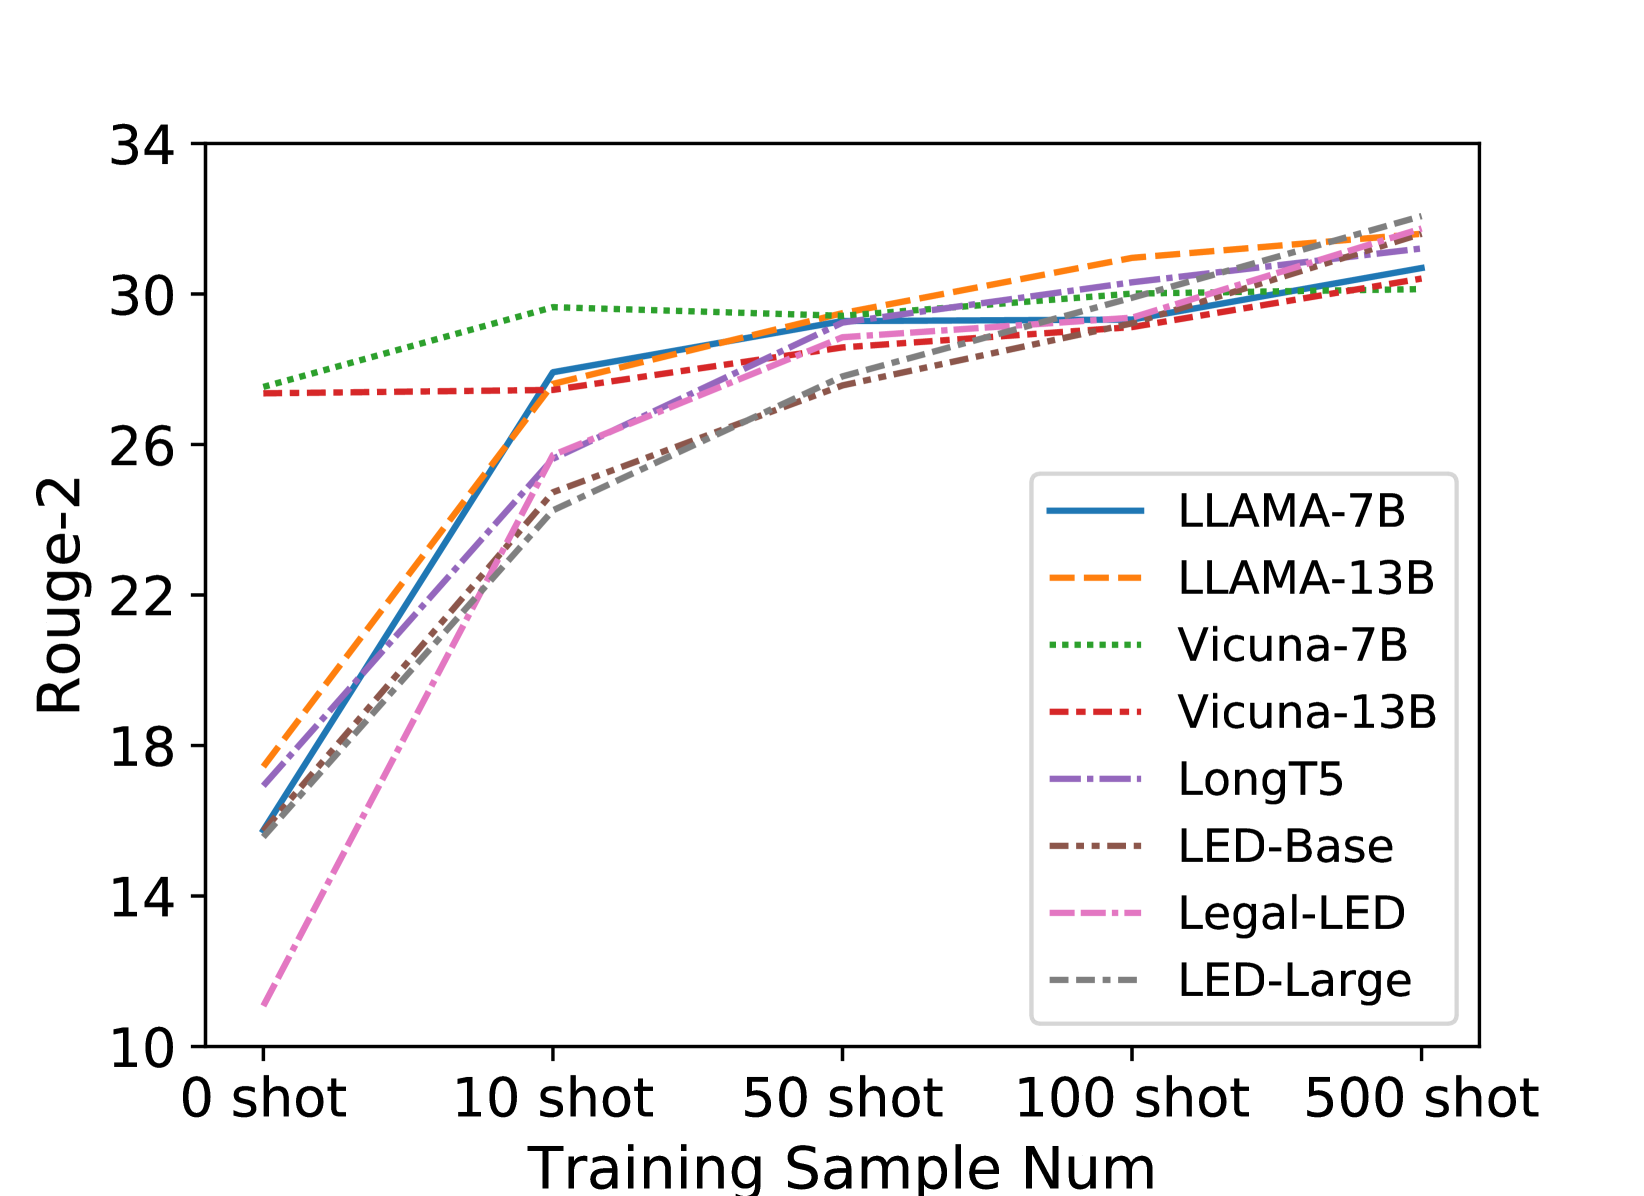 34
30
26
22
18
14
10
Rouge-2
LLAMA-7B
LLAMA-13B
Vicuna-7B
Vicuna-13B
LongT5
LED-Base
Legal-LED
LED-Large
0 shot 10 shot 50 shot 100 shot 500 shot
Training Sample Num